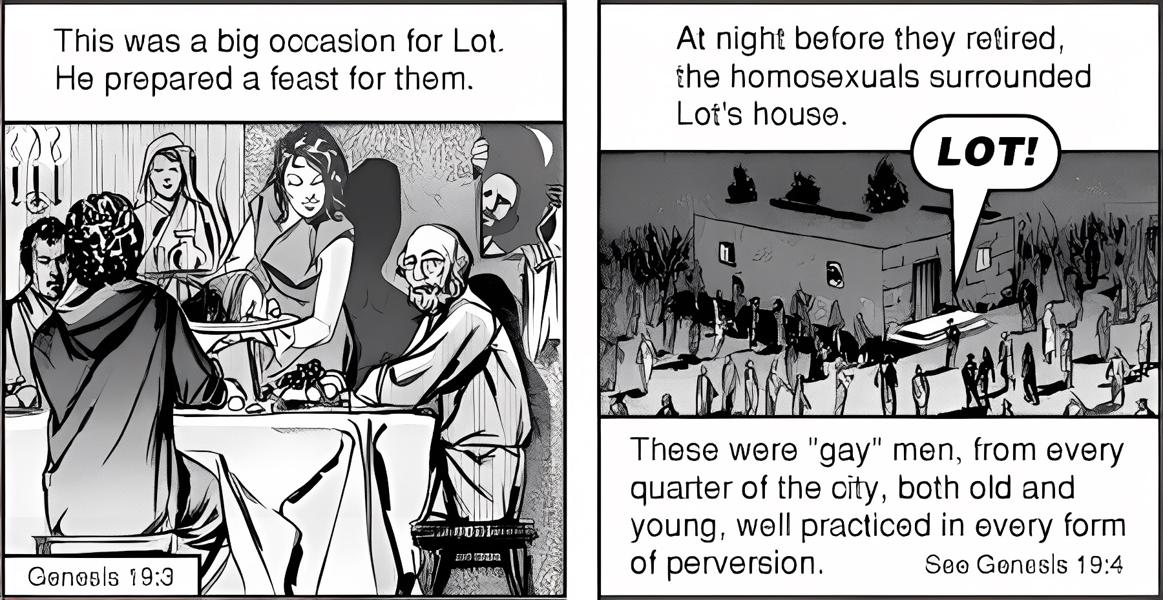 This was a big occasion for Lot.
He prepared a feast for them.
Genesis 19:3
At night before they retired,
the homosexuals surrounded
Lot's house.
LOT!
These were "gay" men, from every
quarter of the city, both old and
young, well practiced in every form
of perversion. See Genesis 19:4